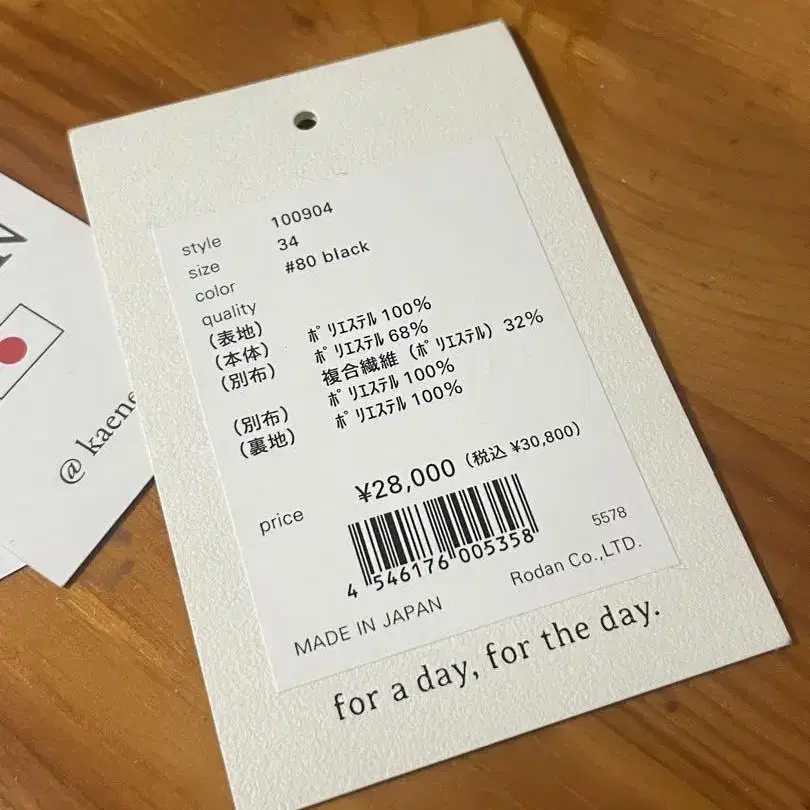 style 100904
size 34
color #80 black
quality
(表地)
(本体) ポリエステル 100%
(別布) ポリエステル 68%
複合繊維 (ポリエステル) 32%
(別布) ポリエステル 100%
(裏地) ポリエステル 100%
price ¥28,000 (税込 ¥30,800)
4 546176 005358
5578
MADE IN JAPAN Rodan Co.,LTD.
for a day, for the day.
N
@ kaene